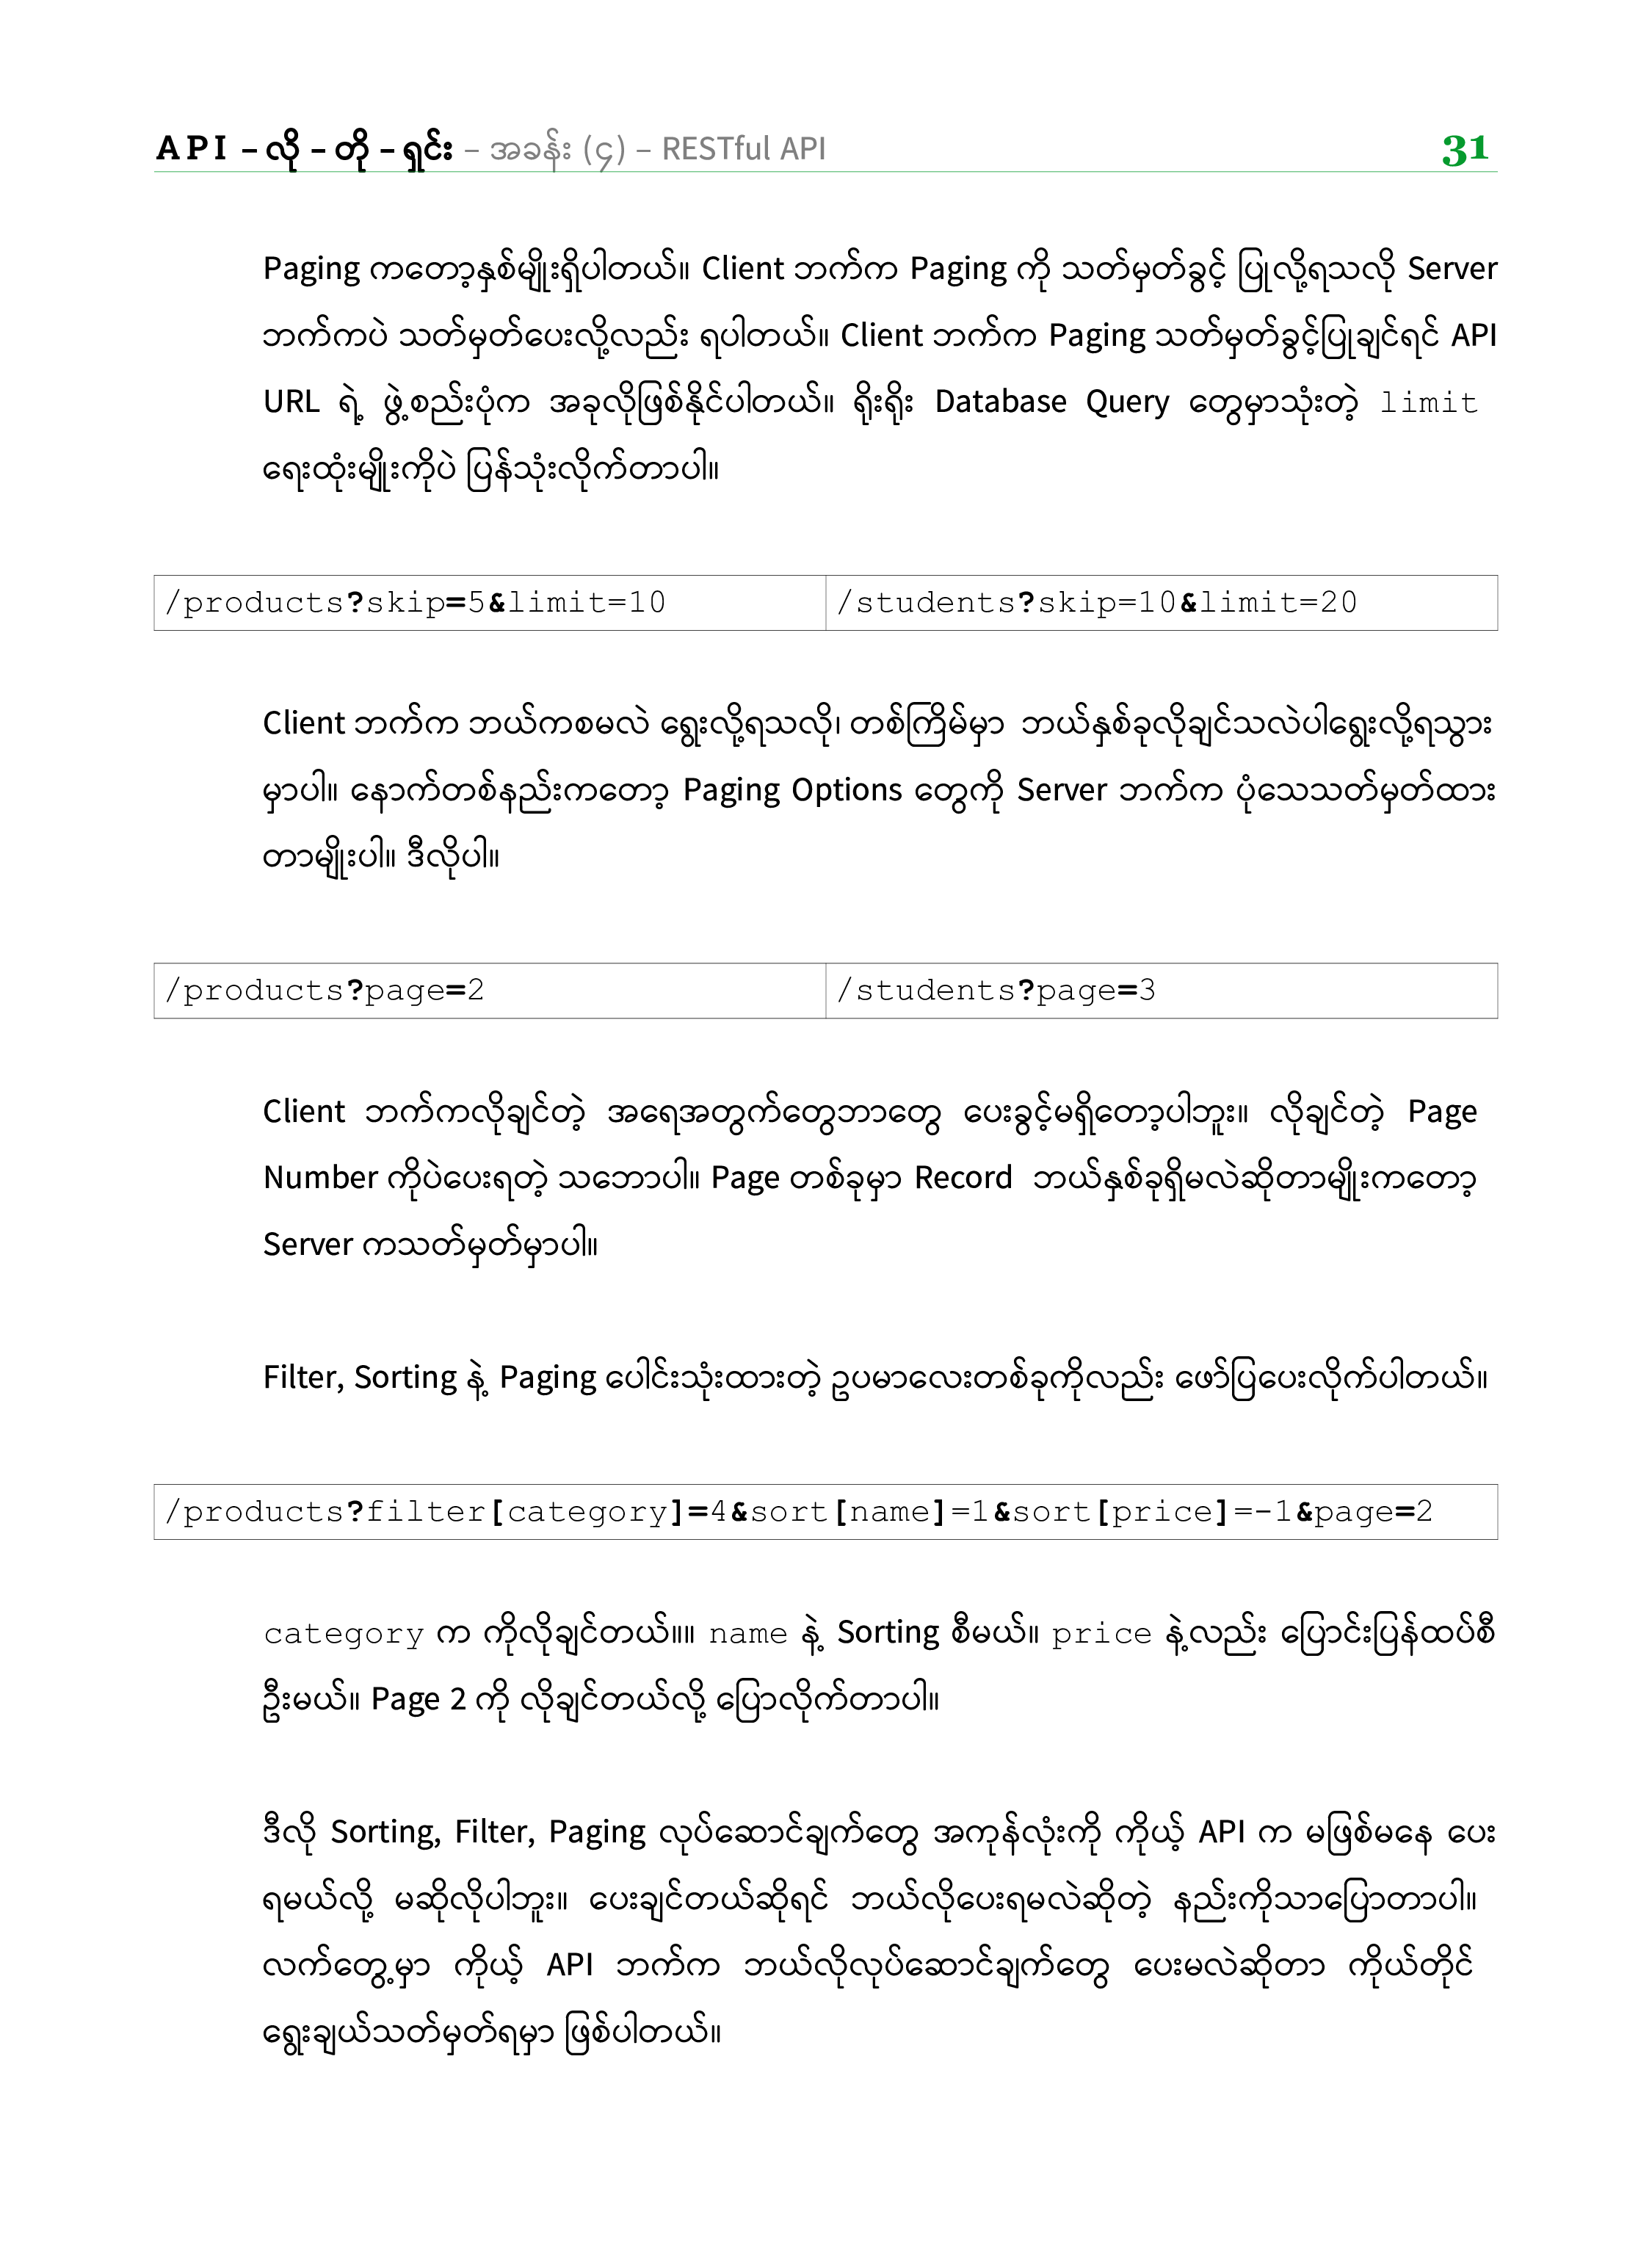 API – လို – တို – ရှင်း – အခန်း (၄) – RESTful API 31
Paging ကတော့နှစ်မျိုးရှိပါတယ်။ Client ဘက်က Paging ကို သတ်မှတ်ခွင့် ပြုလို့ရသလို Server
ဘက်ကပဲ သတ်မှတ်ပေးလို့လည်း ရပါတယ်။ Client ဘက်က Paging သတ်မှတ်ခွင့်ပြုချင်ရင် API
URL ရဲ့ ဖွဲ့စည်းပုံက အခုလိုဖြစ်နိုင်ပါတယ်။ ရိုးရိုး Database Query တွေမှာသုံးတဲ့ limit
ရေးထုံးမျိုးကိုပဲ ပြန်သုံးလိုက်တာပါ။
/products?skip=5&limit=10 /students?skip=10&limit=20
Client ဘက်က ဘယ်ကစမလဲ ရွေးလို့ရသလို၊ တစ်ကြိမ်မှာ ဘယ်နှစ်ခုလိုချင်သလဲပါရွေးလို့ရသွား
မှာပါ။ နောက်တစ်နည်းကတော့ Paging Options တွေကို Server ဘက်က ပုံသေသတ်မှတ်ထား
တာမျိုးပါ။ ဒီလိုပါ။
/products?page=2 /students?page=3
Client ဘက်ကလိုချင်တဲ့ အရေအတွက်တွေဘာတွေ ပေးခွင့်မရှိတော့ပါဘူး။ လိုချင်တဲ့ Page
Number ကိုပဲပေးရတဲ့ သဘောပါ။ Page တစ်ခုမှာ Record ဘယ်နှစ်ခုရှိမလဲဆိုတာမျိုးကတော့
Server ကသတ်မှတ်မှာပါ။
Filter, Sorting နဲ့ Paging ပေါင်းသုံးထားတဲ့ ဥပမာလေးတစ်ခုကိုလည်း ဖော်ပြပေးလိုက်ပါတယ်။
/products?filter[category]=4&sort[name]=1&sort[price]=-1&page=2
category က ကိုလိုချင်တယ်။။ name နဲ့ Sorting စီမယ်။ price နဲ့လည်း ပြောင်းပြန်ထပ်စီ
ဦးမယ်။ Page 2 ကို လိုချင်တယ်လို့ ပြောလိုက်တာပါ။
ဒီလို Sorting, Filter, Paging လုပ်ဆောင်ချက်တွေ အကုန်လုံးကို ကိုယ့် API က မဖြစ်မနေ ပေး
ရမယ်လို့ မဆိုလိုပါဘူး။ ပေးချင်တယ်ဆိုရင် ဘယ်လိုပေးရမလဲဆိုတဲ့ နည်းကိုသာပြောတာပါ။
လက်တွေ့မှာ ကိုယ့် API ဘက်က ဘယ်လိုလုပ်ဆောင်ချက်တွေ ပေးမလဲဆိုတာ ကိုယ်တိုင်
ရွေးချယ်သတ်မှတ်ရမှာ ဖြစ်ပါတယ်။